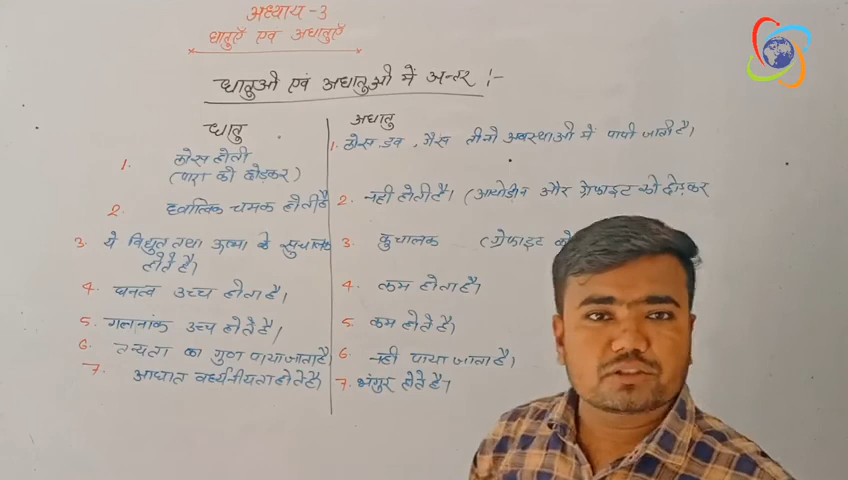 अध्याय - 3
धातुएँ एवं अधातुएँ
धातुओं एवं अधातुओं में अन्तर :-
धातु
1. ठोस होती
(पारा को छोड़कर)
2. ध्वात्विक चमक होती है
3. ये विद्युत तथा ऊष्मा के सुचालक
होते हैं।
4. घनत्व उच्च होता है।
5. गलनांक उच्च होते है।
6. तन्यता का गुण पाया जाता है
7. आघात वर्ध्यनीयता होते है।
अधातु
1. ठोस, द्रव, गैस तीनों अवस्थाओं में पायी जाती है।
2. नहीं होती है। (आयोडीन और ग्रेफाइट को छोड़कर
3. कुचालक (ग्रेफाइट को
4. कम होता है।
5. कम होते है।
6. नहीं पाया जाता है।
7. भंगुर होते है।